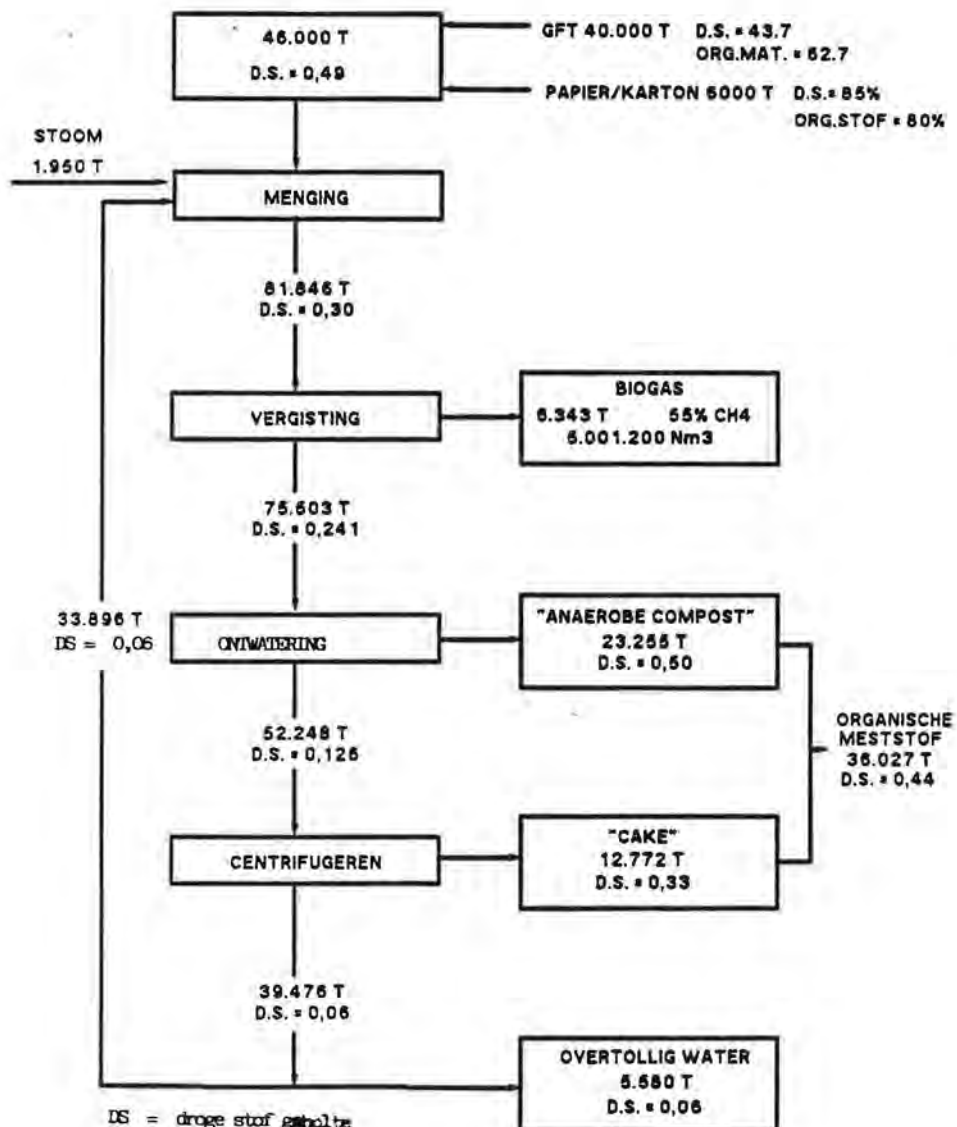 46.000 T
D.S. = 0,49
GFT 40.000 T D.S. = 43.7
ORG.MAT. = 62.7
PAPIER/KARTON 6000 T D.S.= 85%
ORG.STOF = 80%
STOOM
1.950 T
MENGING
81.846 T
D.S. = 0,30
VERGISTING
BIOGAS
6.343 T 55% CH4
5.001.200 Nm3
75.503 T
D.S. = 0,241
33.896 T
DS = 0,06
ONTWATERING
"ANAEROBE COMPOST"
23.255 T
D.S. = 0,50
52.248 T
D.S. = 0,125
ORGANISCHE
MESTSTOF
36.027 T
D.S. = 0,44
CENTRIFUGEREN
"CAKE"
12.772 T
D.S. = 0,33
39.476 T
D.S. = 0,06
OVERTOLLIG WATER
5.580 T
D.S. = 0,06
DS = droge stof gehalte